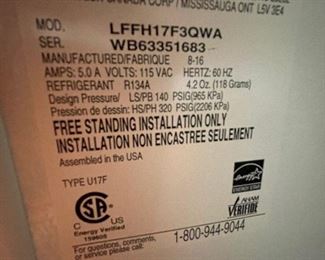 CANADA CORP / MISSISSAUGA ONT L5V 3E4
MOD. LFFH17F3QWA
SER. WB63351683
MANUFACTURED/FABRIQUE 8-16
AMPS: 5.0 A VOLTS: 115 VAC HERTZ: 60 HZ
REFRIGERANT R134A 4.2 Oz. (118 Grams)
Design Pressure/ LS/PB 140 PSIG(965 KPa)
Pression de dessin: HS/PH 320 PSIG(2206 KPa)
FREE STANDING INSTALLATION ONLY
INSTALLATION NON ENCASTREE SEULEMENT
Assembled in the USA
TYPE U17F
ENERGY STAR
C US
Energy Verified
159608
AHAM
VERIFIDE
For questions, comments,
or service, please call: 1-800-944-9044